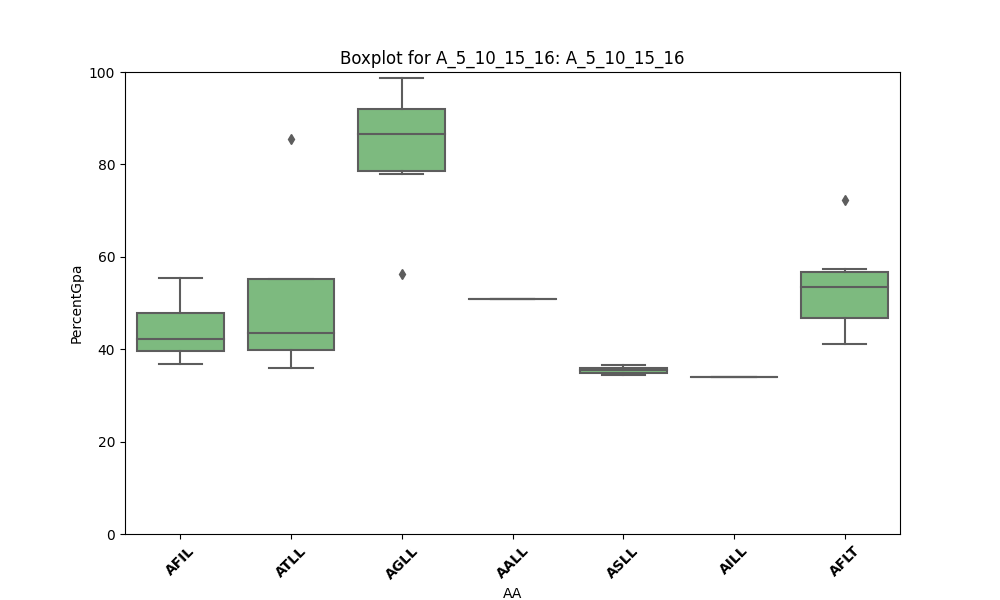 Boxplot for A_5_10_15_16: A_5_10_15_16
PercentGpa
100
80
60
40
20
0
AFIL
ATLL
AGLL
AALL
ASLL
AILL
AFLT
AA